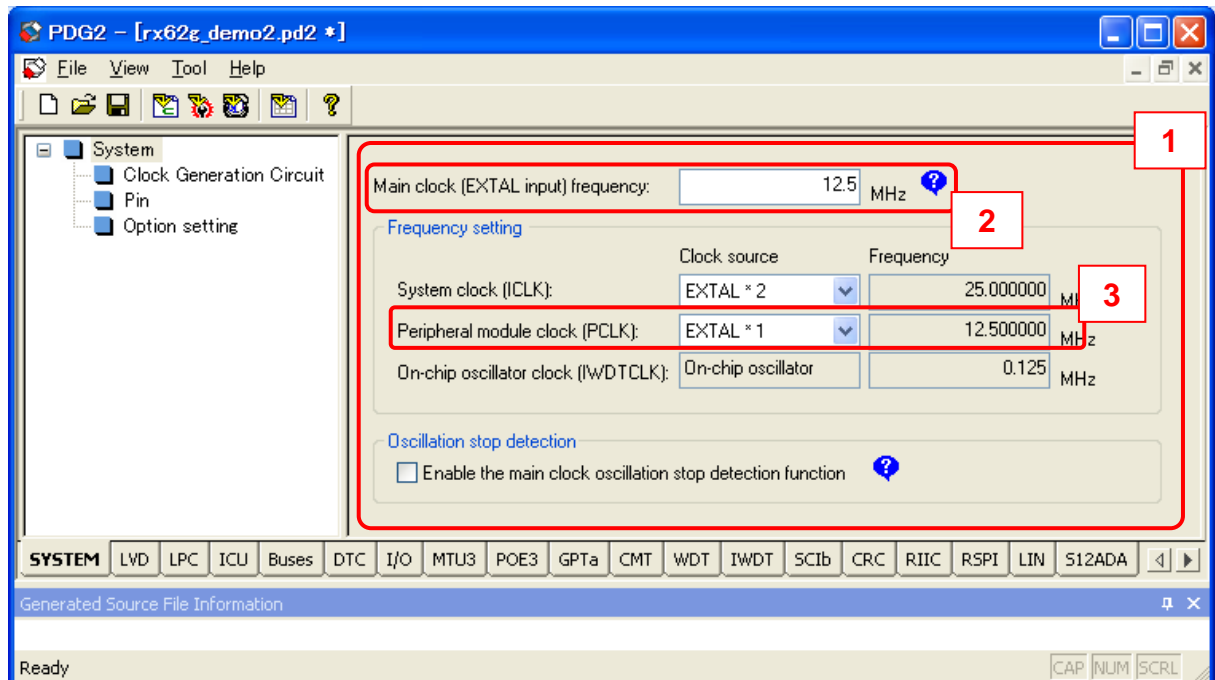 PDG2 – [rx62g_demo2.pd2 *]
File View Tool Help
System
Clock Generation Circuit
Pin
Option setting
1
Main clock (EXTAL input) frequency: 12.5 MHz
2
Frequency setting
Clock source Frequency
System clock (ICLK): EXTAL * 2 25.000000
3
Peripheral module clock (PCLK): EXTAL * 1 12.500000 MHz
On-chip oscillator clock (IWDTCLK): On-chip oscillator 0.125 MHz
Oscillation stop detection
Enable the main clock oscillation stop detection function
SYSTEM LVD LPC ICU Buses DTC I/O MTU3 POE3 GPTa CMT WDT IWDT SCIb CRC RIIC RSPI LIN S12ADA
Generated Source File Information
Ready CAP NUM SCRL